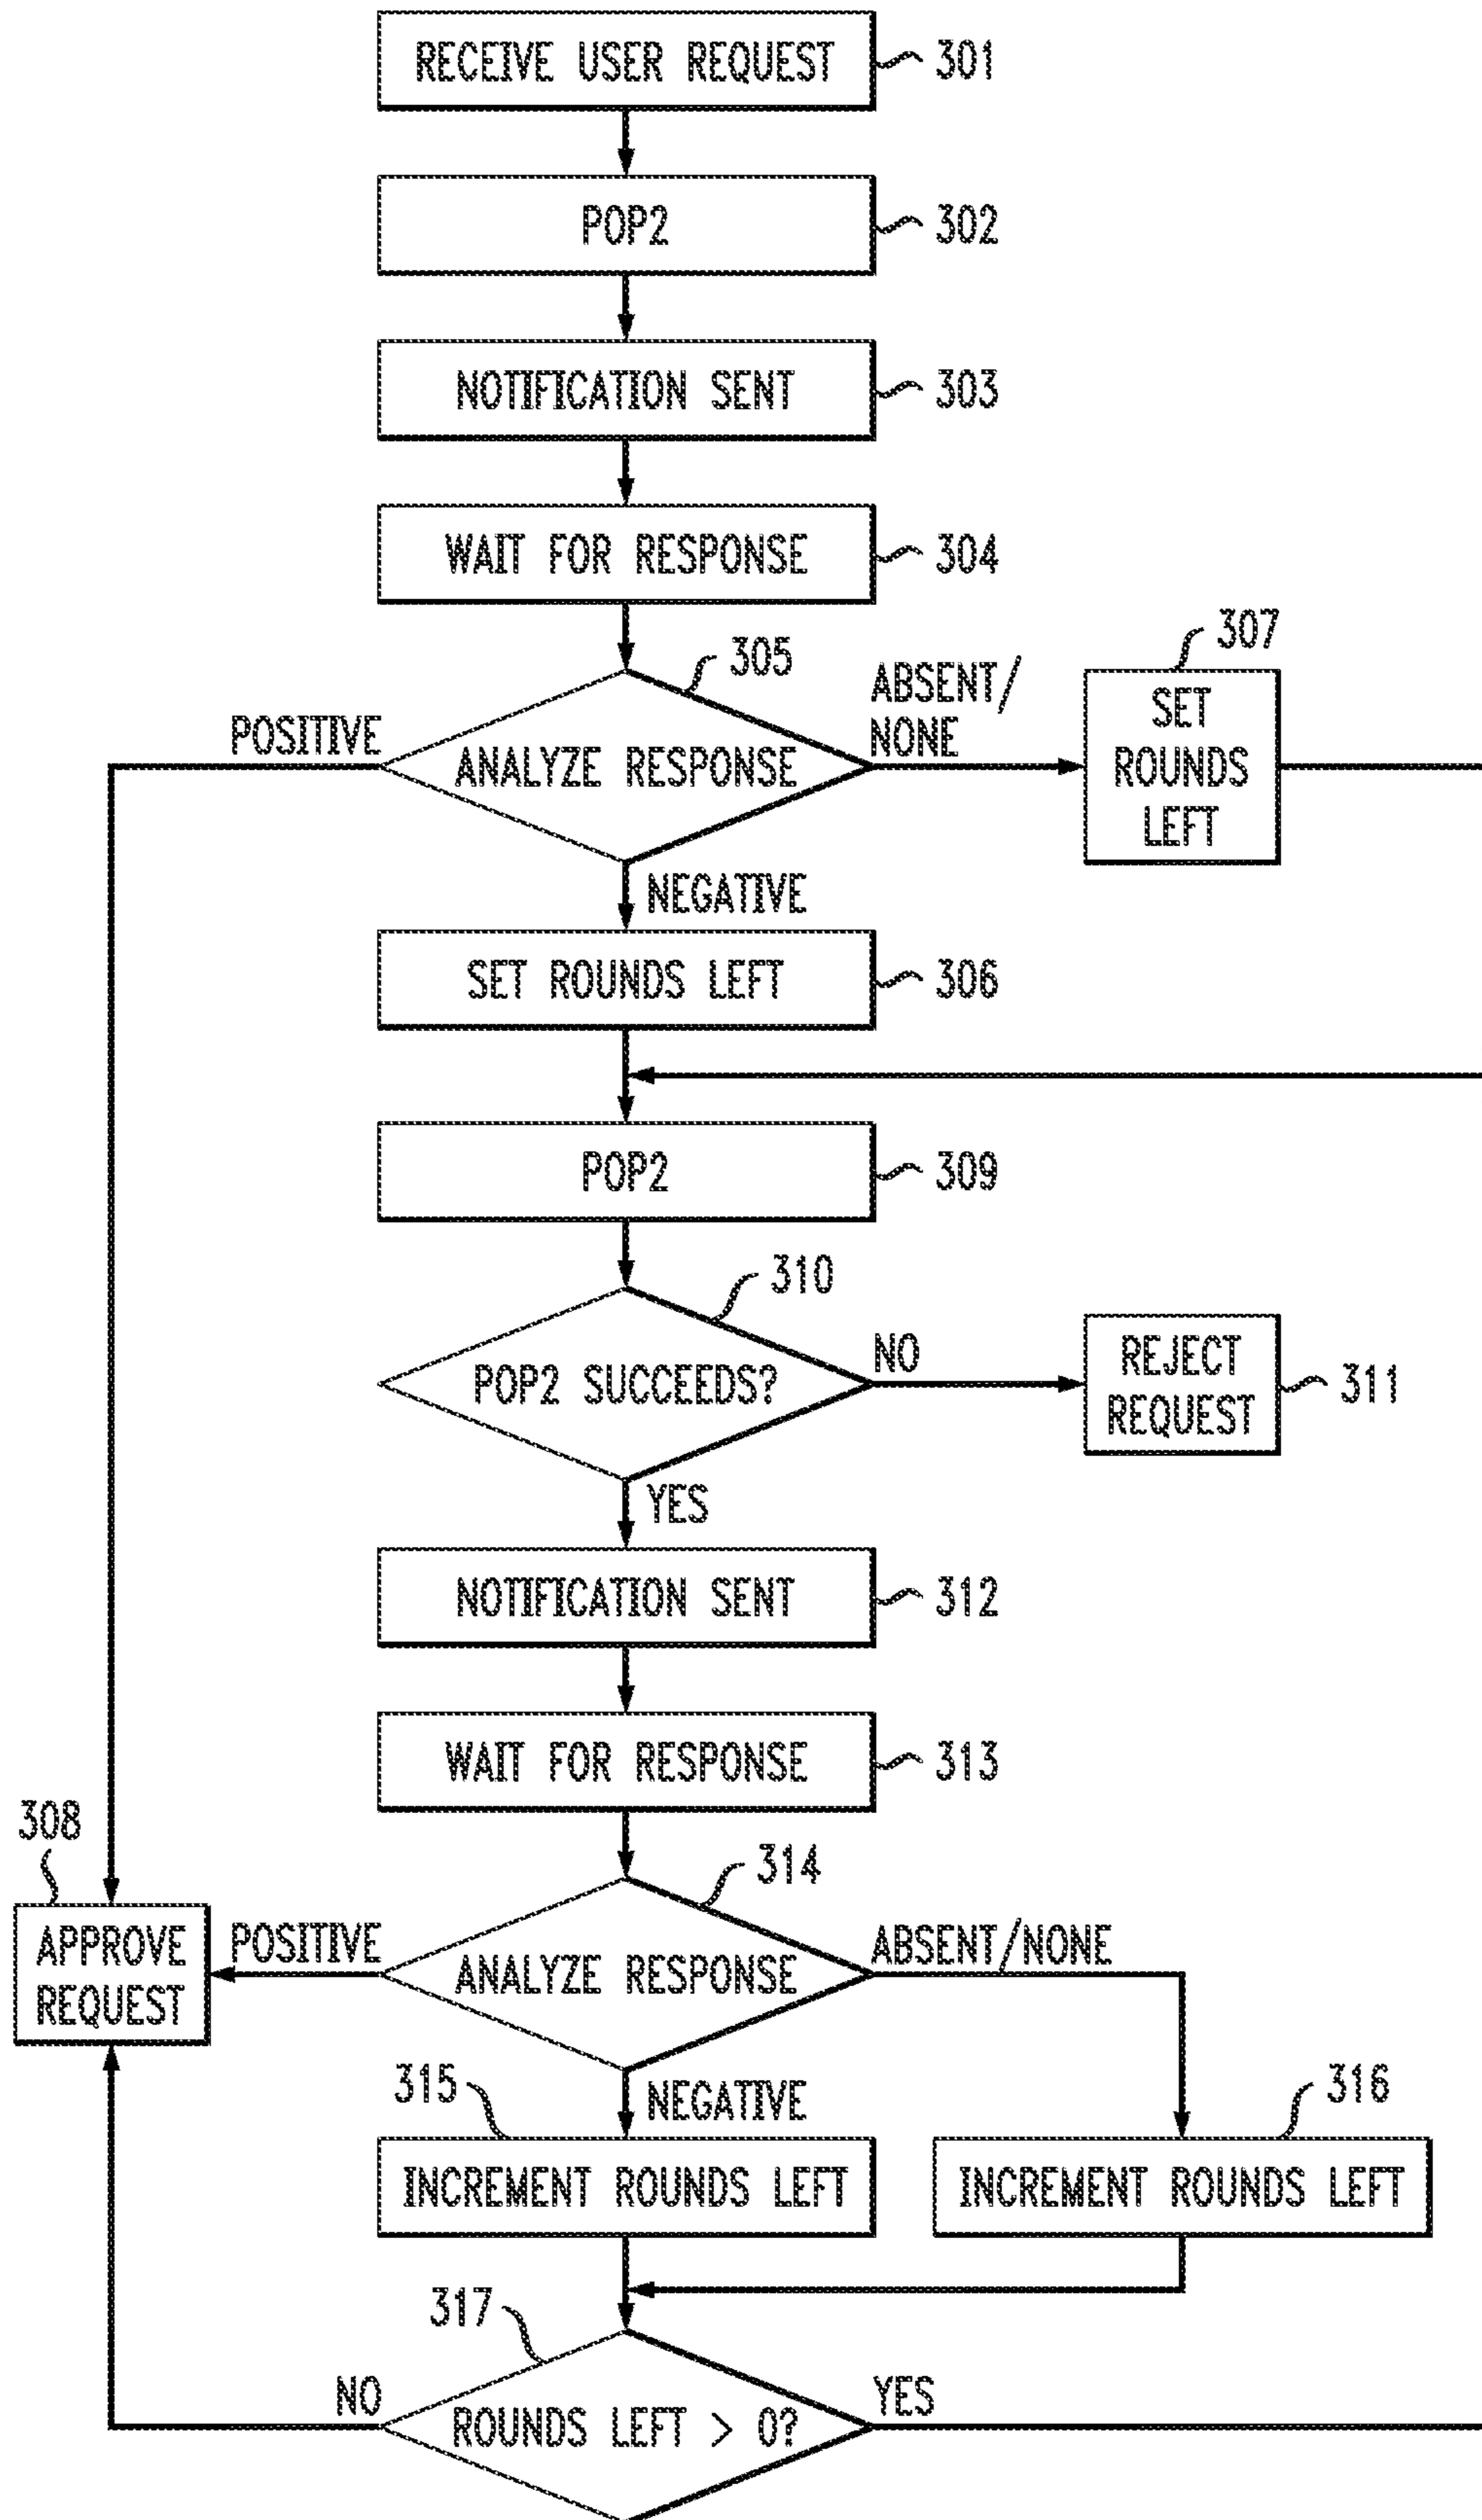 RECEIVE USER REQUEST
301
POP2
302
NOTIFICATION SENT
303
WAIT FOR RESPONSE
304
305
307
POSITIVE
ANALYZE RESPONSE
ABSENT/
NONE
SET
ROUNDS
LEFT
NEGATIVE
SET ROUNDS LEFT
306
POP2
309
310
POP2 SUCCEEDS?
NO
REJECT
REQUEST
311
YES
NOTIFICATION SENT
312
WAIT FOR RESPONSE
313
308
314
APPROVE
REQUEST
POSITIVE
ANALYZE RESPONSE
ABSENT/NONE
315
NEGATIVE
316
INCREMENT ROUNDS LEFT
INCREMENT ROUNDS LEFT
317
NO
ROUNDS LEFT > 0?
YES